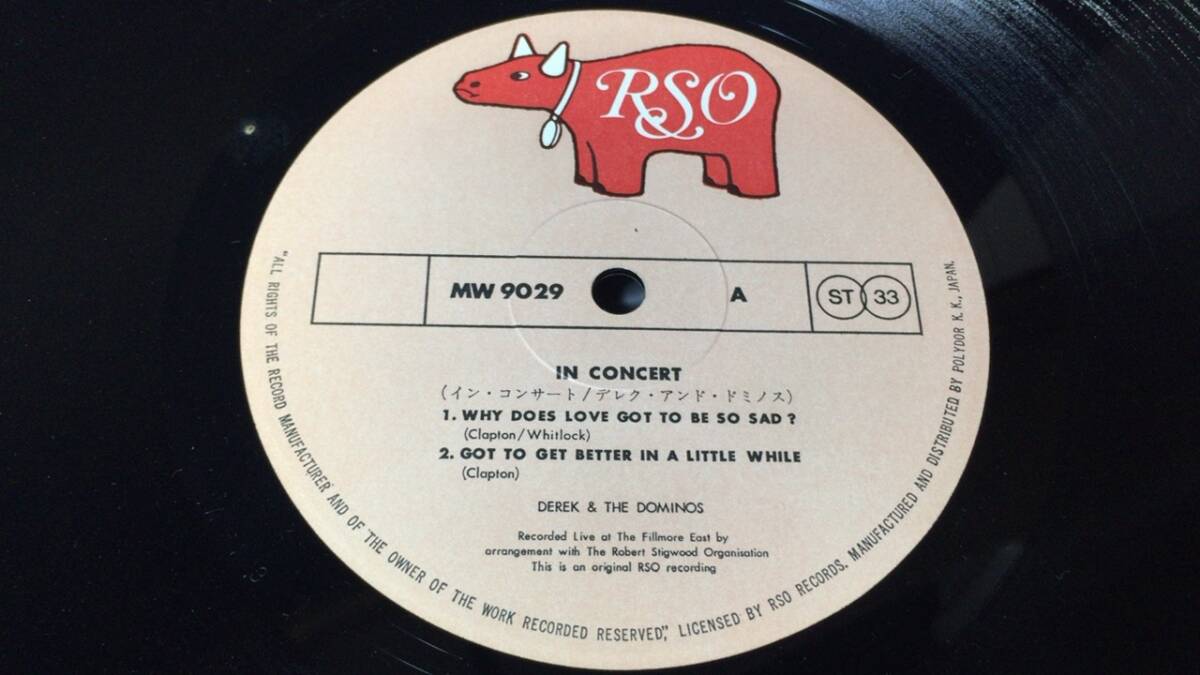 RSO
MW 9029 A ST 33
IN CONCERT
(イン・コンサート/デレク・アンド・ドミノス)
1. WHY DOES LOVE GOT TO BE SO SAD ?
(Clapton/Whitlock)
2. GOT TO GET BETTER IN A LITTLE WHILE
(Clapton)
DEREK & THE DOMINOS
Recorded Live at The Fillmore East by
arrangement with The Robert Stigwood Organisation
This is an original RSO recording
"ALL RIGHTS OF THE RECORD MANUFACTURER AND OF THE OWNER OF THE WORK RECORDED RESERVED", LICENSED BY RSO RECORDS. MANUFACTURED AND DISTRIBUTED BY POLYDOR K. K., JAPAN.